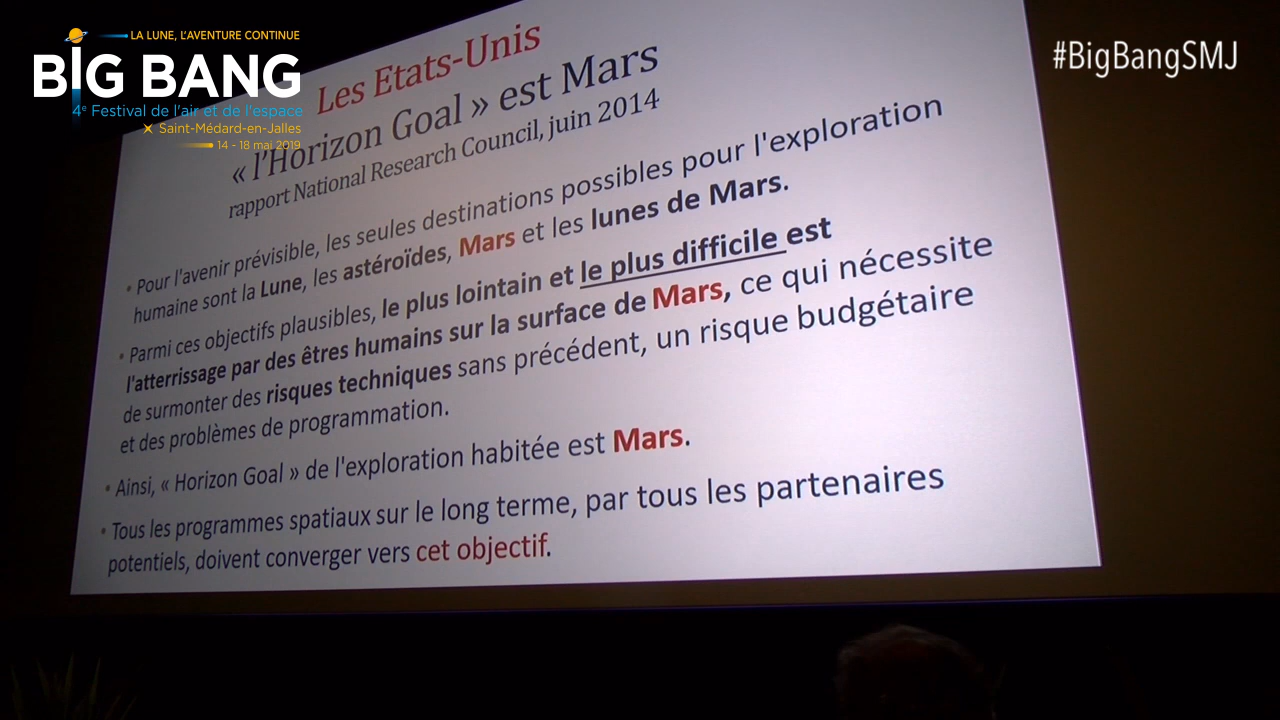 LA LUNE, L'AVENTURE CONTINUE
BIG BANG
4e Festival de l'air et de l'espace
Saint-Médard-en-Jalles
14 - 18 mai 2019
#BigBangSMJ
Les Etats-Unis
« l'Horizon Goal » est Mars
rapport National Research Council, juin 2014
• Pour l'avenir prévisible, les seules destinations possibles pour l'exploration
humaine sont la Lune, les astéroïdes, Mars et les lunes de Mars.
• Parmi ces objectifs plausibles, le plus lointain et le plus difficile est
l'atterrissage par des êtres humains sur la surface de Mars, ce qui nécessite
de surmonter des risques techniques sans précédent, un risque budgétaire
et des problèmes de programmation.
• Ainsi, « Horizon Goal » de l'exploration habitée est Mars.
• Tous les programmes spatiaux sur le long terme, par tous les partenaires
potentiels, doivent converger vers cet objectif.